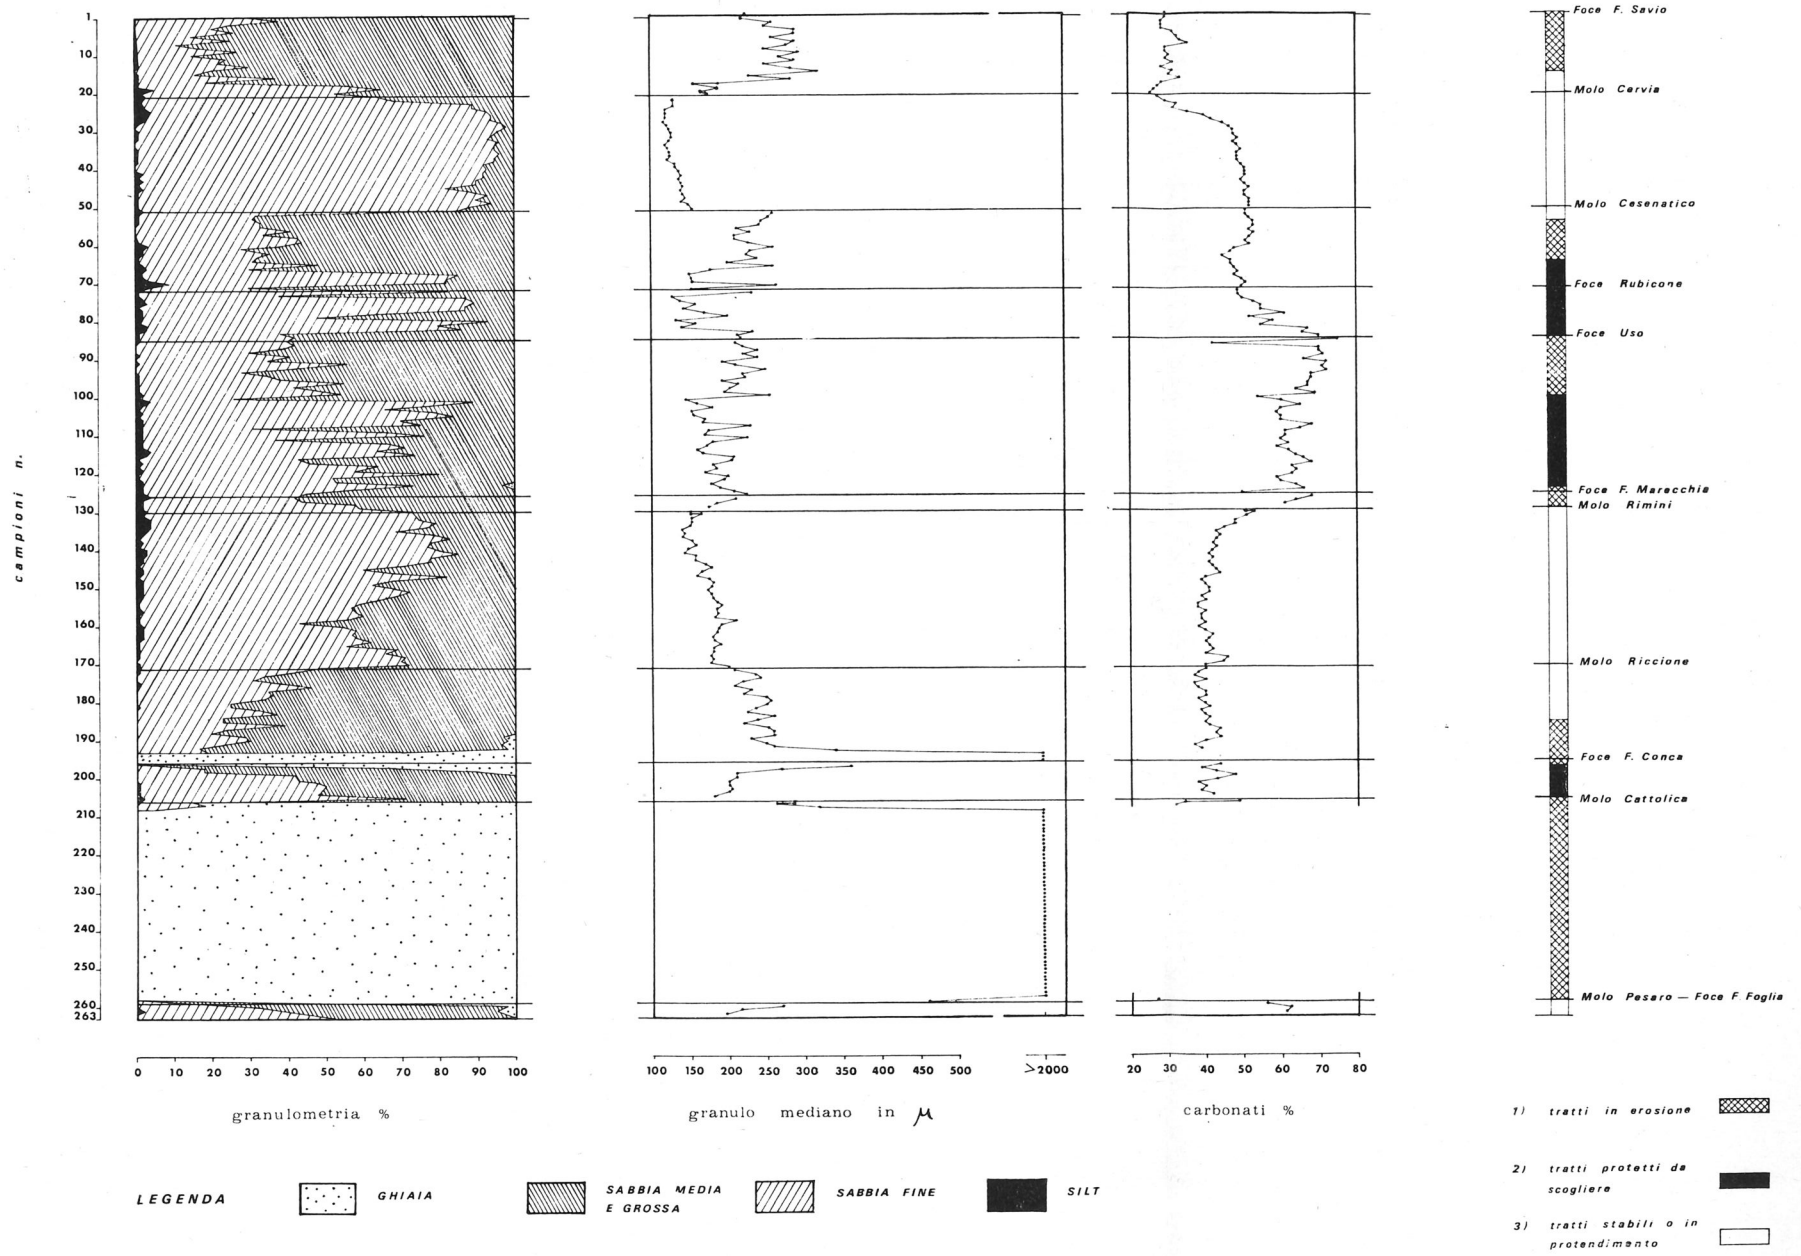 campioni n.
1
10
20
30
40
50
60
70
80
90
100
110
120
130
140
150
160
170
180
190
200
210
220
230
240
250
260
263
0 10 20 30 40 50 60 70 80 90 100
granulometria %
100 150 200 250 300 350 400 450 500 >2000
granulo mediano in μ
20 30 40 50 60 70 80
carbonati %
Foce F. Savio
Molo Cervia
Molo Cesenatico
Foce Rubicone
Foce Uso
Foce F. Marecchia
Molo Rimini
Molo Riccione
Foce F. Conca
Molo Cattolica
Molo Pesaro — Foce F. Foglia
LEGENDA
GHIAIA
SABBIA MEDIA
E GROSSA
SABBIA FINE
SILT
1) tratti in erosione
2) tratti protetti da
scogliere
3) tratti stabili o in
protendimento